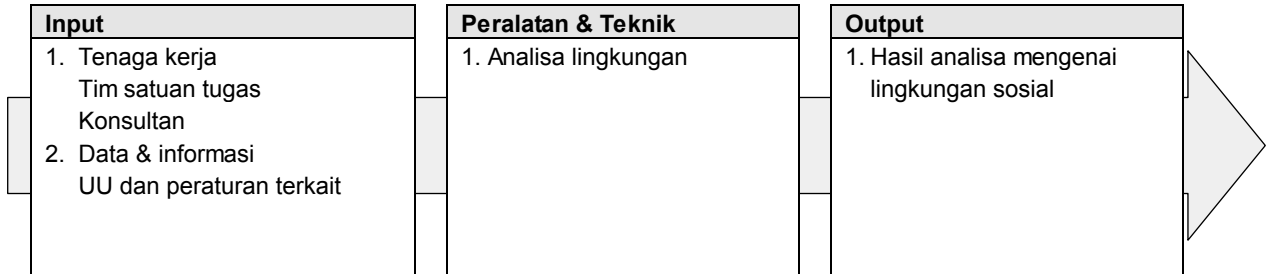 Input
1. Tenaga kerja
Tim satuan tugas
Konsultan
2. Data & informasi
UU dan peraturan terkait
Peralatan & Teknik
1. Analisa lingkungan
Output
1. Hasil analisa mengenai
lingkungan sosial